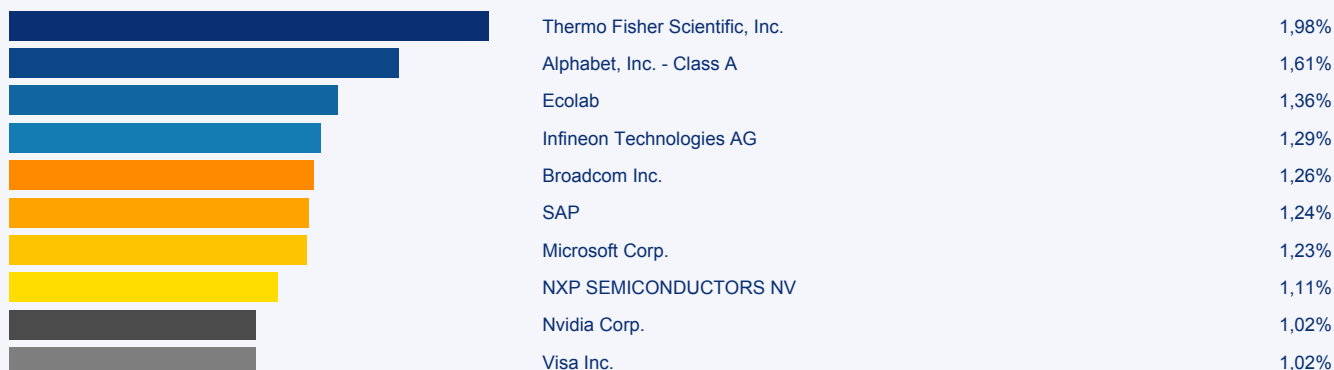 Thermo Fisher Scientific, Inc. 1,98%
Alphabet, Inc. - Class A 1,61%
Ecolab 1,36%
Infineon Technologies AG 1,29%
Broadcom Inc. 1,26%
SAP 1,24%
Microsoft Corp. 1,23%
NXP SEMICONDUCTORS NV 1,11%
Nvidia Corp. 1,02%
Visa Inc. 1,02%